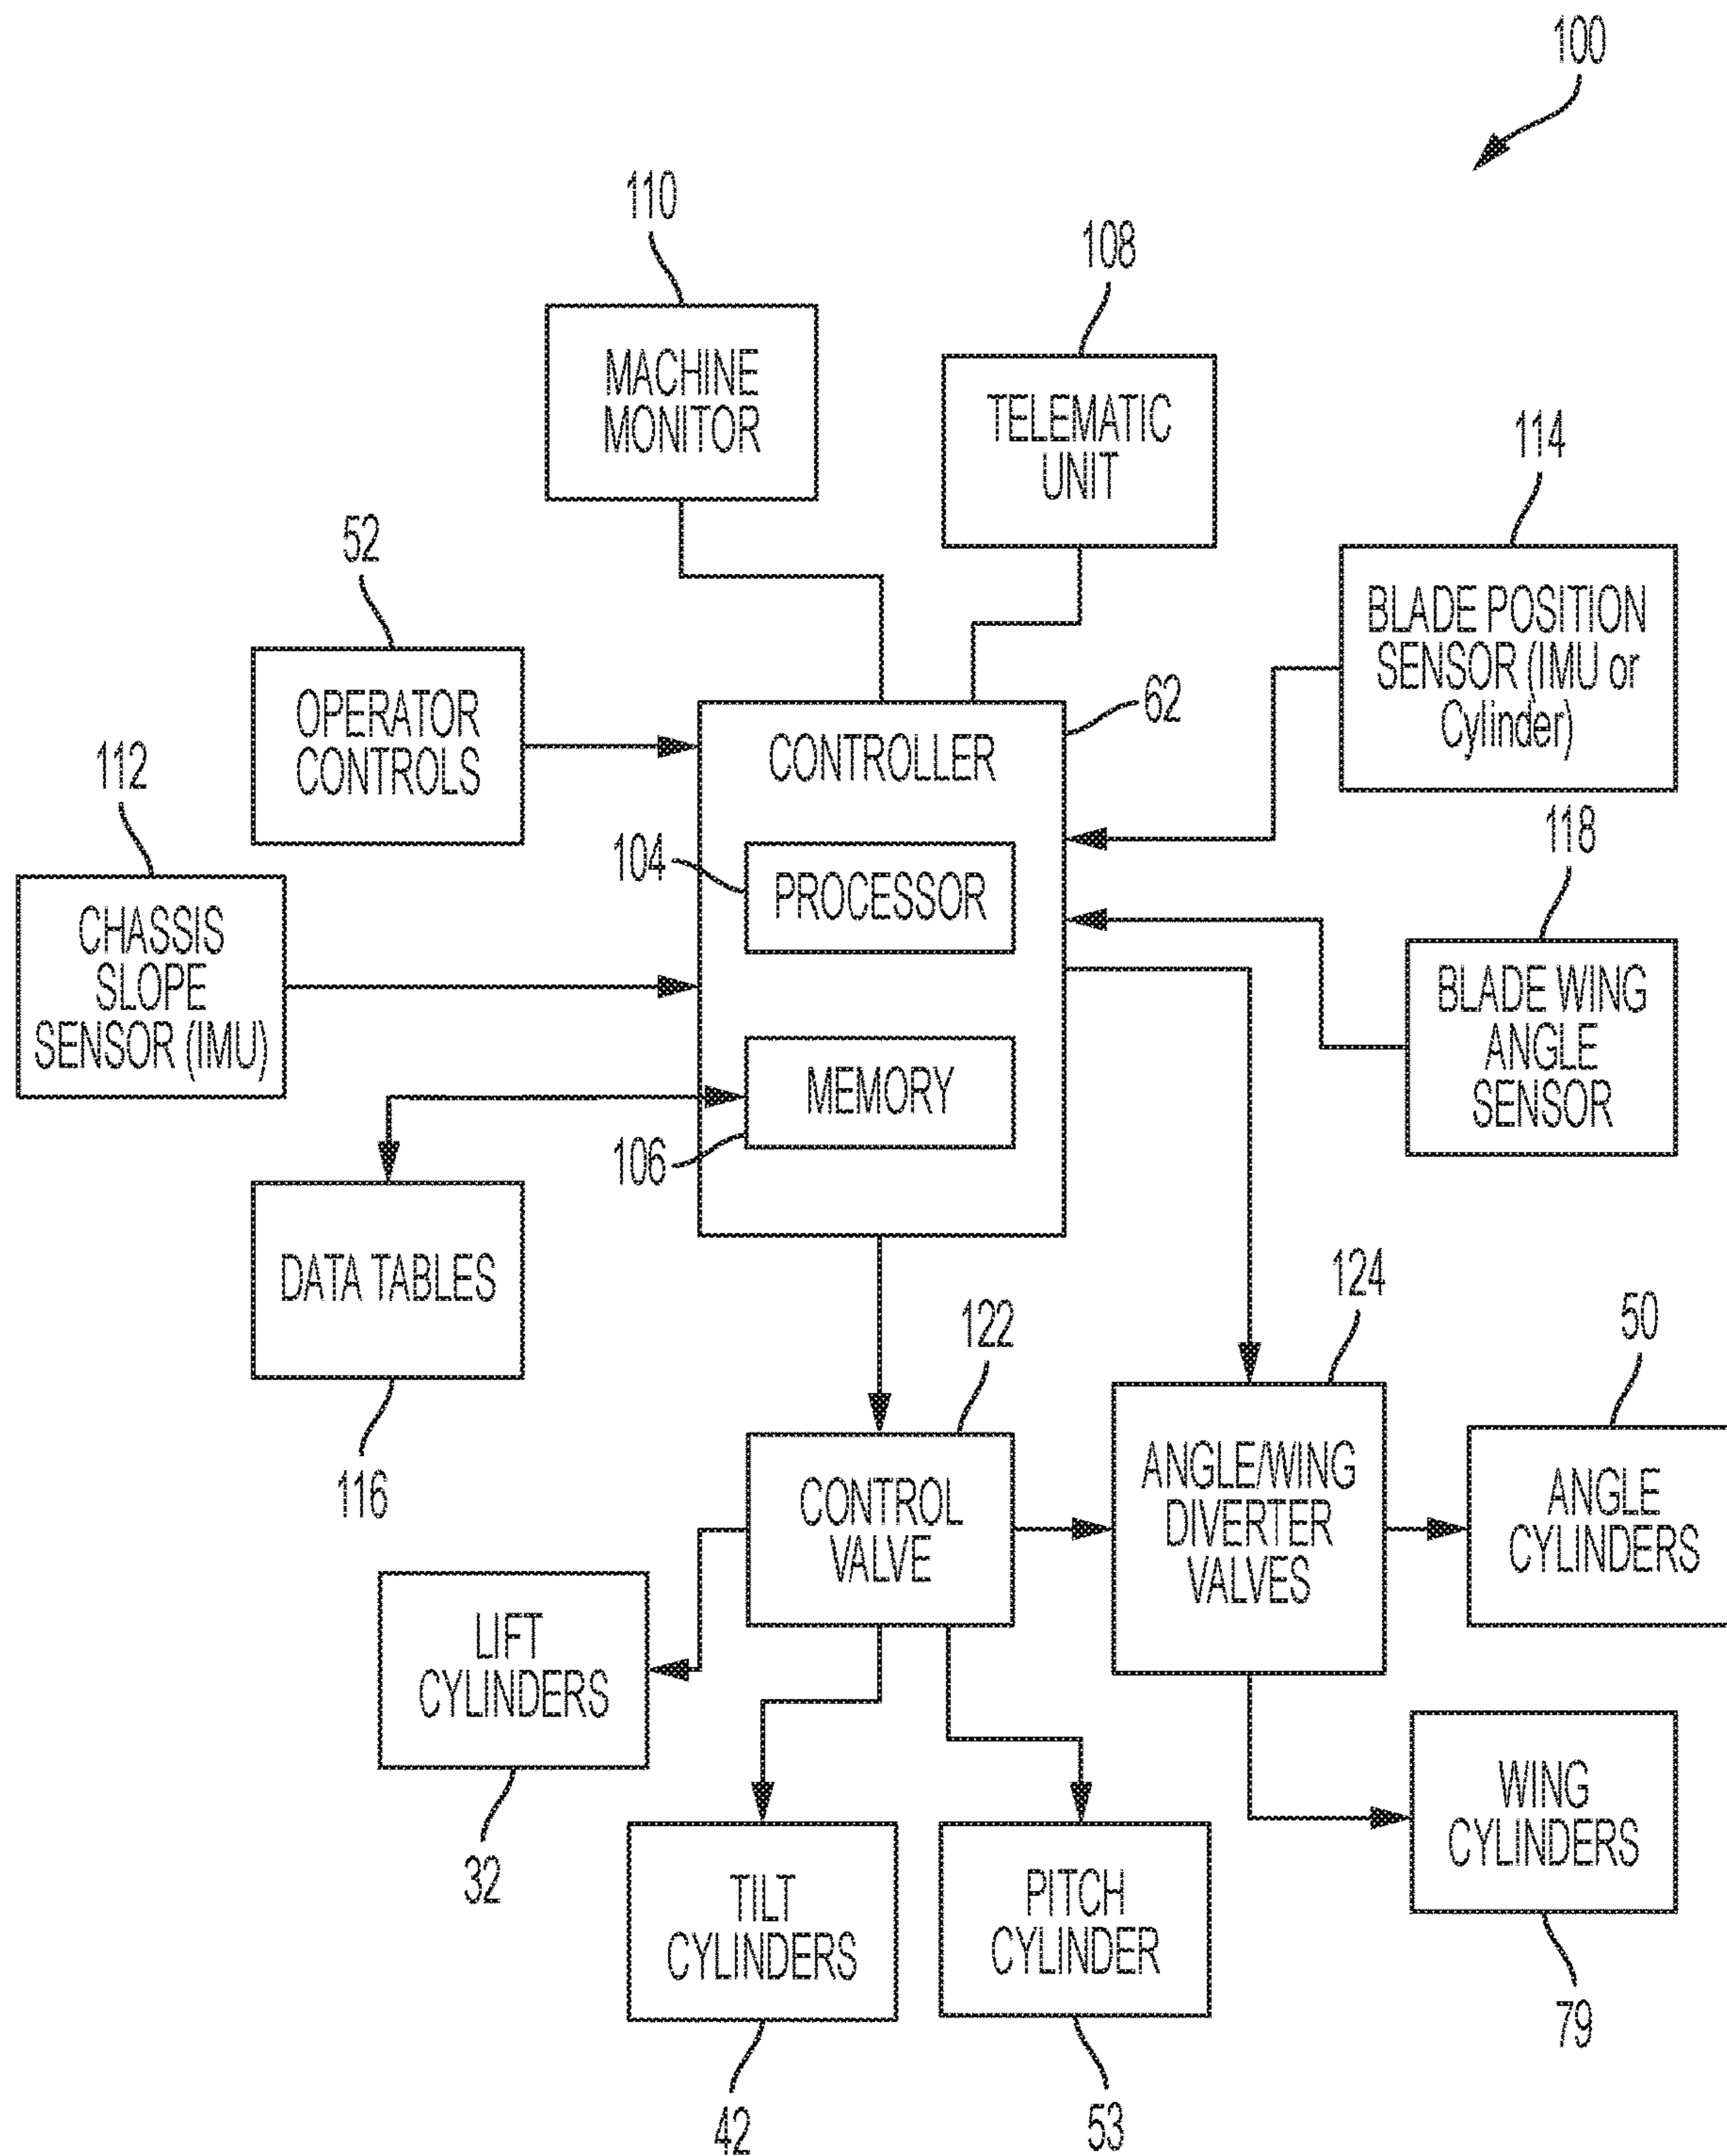 100
110
108
MACHINE
MONITOR
TELEMATIC
UNIT
114
52
BLADE POSITION
SENSOR (IMU or
Cylinder)
OPERATOR
CONTROLS
62
CONTROLLER
112
118
104
PROCESSOR
CHASSIS
SLOPE
SENSOR (IMU)
BLADE WING
ANGLE
SENSOR
MEMORY
106
DATA TABLES
122
124
50
116
CONTROL
VALVE
ANGLE/WING
DIVERTER
VALVES
ANGLE
CYLINDERS
LIFT
CYLINDERS
32
WING
CYLINDERS
TILT
CYLINDERS
PITCH
CYLINDER
79
42
53